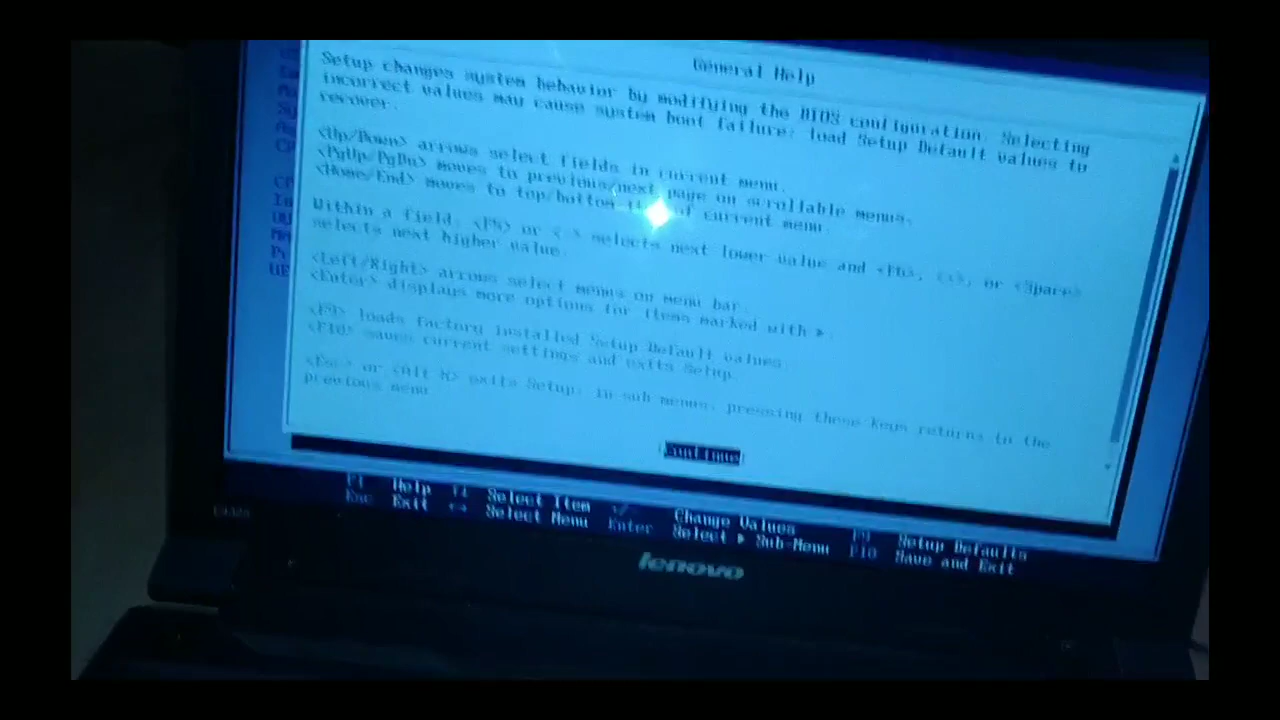 General Help
Setup changes system behavior by modifying the BIOS configuration. Selecting
incorrect values may cause system boot failure: load Setup Default values to
recover.
<Up/Down> arrows select fields in current menu.
<PgUp/PgDn> moves to previous/next page on scrollable menus.
<Home/End> moves to top/bottom of current menu.
Within a field, <F5> or <-> selects next lower value and <F6>, <+>, or <Space>
selects next higher value.
<Left/Right> arrows select menus on menu bar.
<Enter> displays more options for items marked with ▶.
<F9> loads factory installed Setup Default values.
<F10> saves current settings and exits Setup.
<Esc> or <Alt-X> exits Setup: in sub-menus, pressing these keys returns to the
previous menu.
[Continue]
F1 Help ↑↓ Select Item -/+ Change Values F9 Setup Defaults
Esc Exit ↔ Select Menu Enter Select ▶ Sub-Menu F10 Save and Exit
lenovo